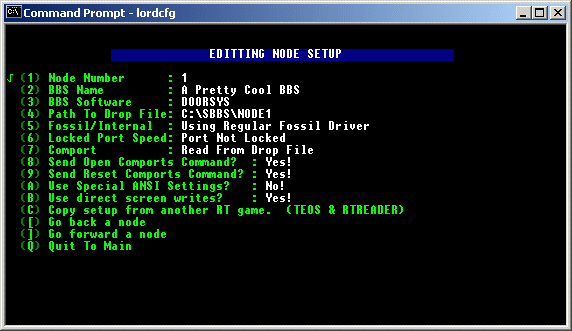 Command Prompt - lordcfg
EDITTING NODE SETUP
√ (1) Node Number : 1
(2) BBS Name : A Pretty Cool BBS
(3) BBS Software : DOORSYS
(4) Path To Drop File: C:\SBBS\NODE1
(5) Fossil/Internal : Using Regular Fossil Driver
(6) Locked Port Speed: Port Not Locked
(7) Comport : Read From Drop File
(8) Send Open Comports Command? : Yes!
(9) Send Reset Comports Command? : Yes!
(A) Use Special ANSI Settings? : No!
(B) Use direct screen writes? : Yes!
(C) Copy setup from another RT game. (TEOS & RTREADER)
([) Go back a node
(]) Go forward a node
(Q) Quit To Main